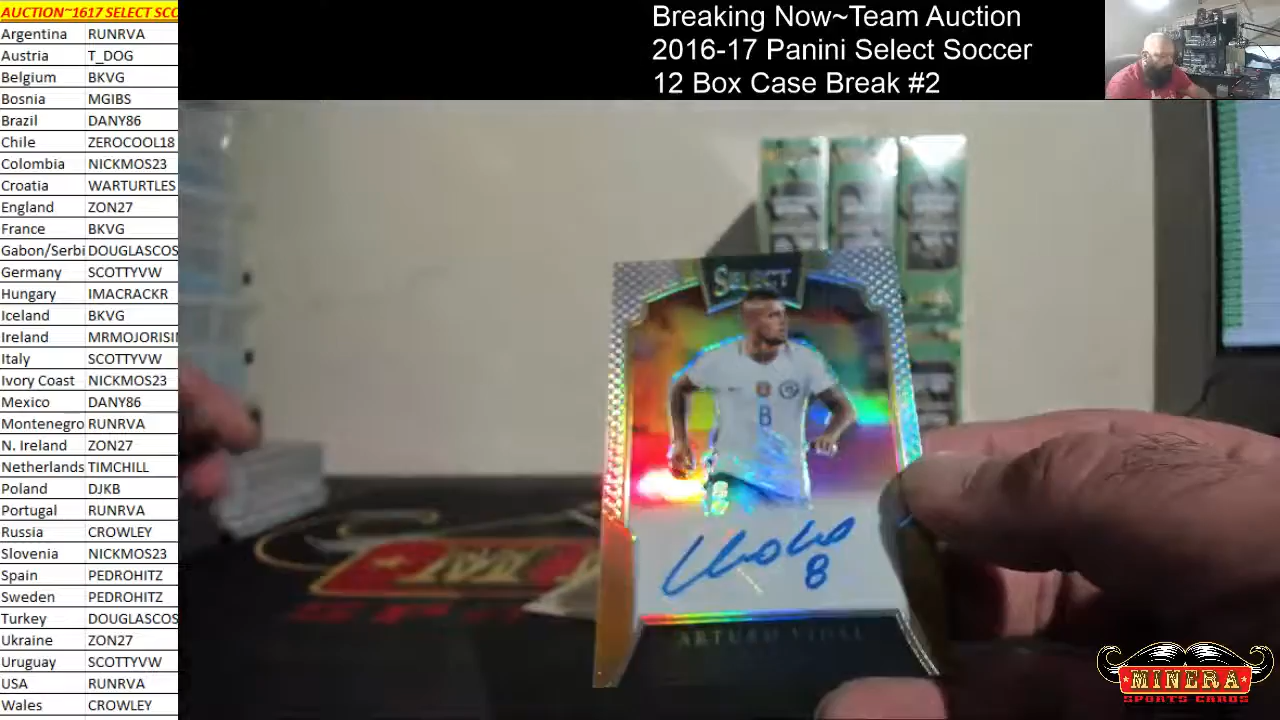 AUCTION~1617 SELECT SCO
Argentina RUNRVA
Austria T_DOG
Belgium BKVG
Bosnia MGIBS
Brazil DANY86
Chile ZEROCOOL18
Colombia NICKMOS23
Croatia WARTURTLES
England ZON27
France BKVG
Gabon/Serbi DOUGLASCOS
Germany SCOTTYVW
Hungary IMACRACKR
Iceland BKVG
Ireland MRMOJORISI
Italy SCOTTYVW
Ivory Coast NICKMOS23
Mexico DANY86
Montenegro RUNRVA
N. Ireland ZON27
Netherlands TIMCHILL
Poland DJKB
Portugal RUNRVA
Russia CROWLEY
Slovenia NICKMOS23
Spain PEDROHITZ
Sweden PEDROHITZ
Turkey DOUGLASCOS
Ukraine ZON27
Uruguay SCOTTYVW
USA RUNRVA
Wales CROWLEY
Breaking Now~Team Auction
2016-17 Panini Select Soccer
12 Box Case Break #2
SELECT
8
8
ARTURO VIDAL
MINERA
SPORTS CARDS